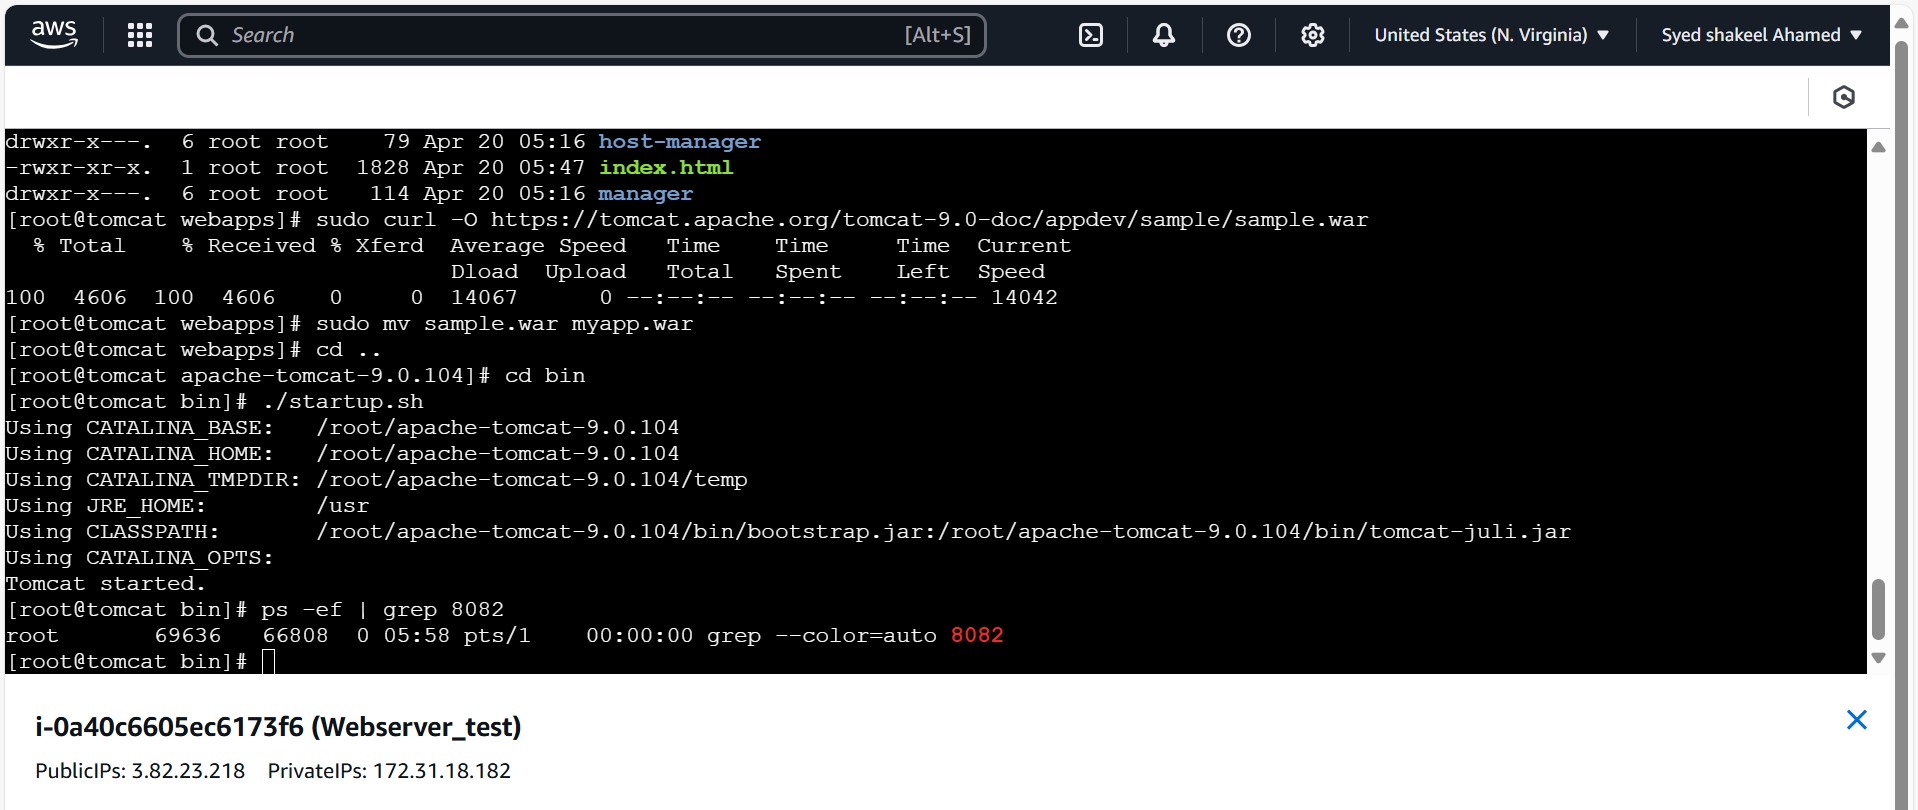 aws
Search [Alt+S]
United States (N. Virginia)
Syed shakeel Ahamed
drwxr-x---.  6 root root    79 Apr 20 05:16 host-manager
-rwxr-xr-x.  1 root root  1828 Apr 20 05:47 index.html
drwxr-x---.  6 root root   114 Apr 20 05:16 manager
[root@tomcat webapps]# sudo curl -O https://tomcat.apache.org/tomcat-9.0-doc/appdev/sample/sample.war
  % Total    % Received % Xferd  Average Speed   Time    Time     Time  Current
                                 Dload  Upload   Total   Spent    Left  Speed
100  4606  100  4606    0     0  14067      0 --:--:-- --:--:-- --:--:-- 14042
[root@tomcat webapps]# sudo mv sample.war myapp.war
[root@tomcat webapps]# cd ..
[root@tomcat apache-tomcat-9.0.104]# cd bin
[root@tomcat bin]# ./startup.sh
Using CATALINA_BASE:   /root/apache-tomcat-9.0.104
Using CATALINA_HOME:   /root/apache-tomcat-9.0.104
Using CATALINA_TMPDIR: /root/apache-tomcat-9.0.104/temp
Using JRE_HOME:        /usr
Using CLASSPATH:       /root/apache-tomcat-9.0.104/bin/bootstrap.jar:/root/apache-tomcat-9.0.104/bin/tomcat-juli.jar
Using CATALINA_OPTS:
Tomcat started.
[root@tomcat bin]# ps -ef | grep 8082
root       69636   66808  0 05:58 pts/1    00:00:00 grep --color=auto 8082
[root@tomcat bin]#
i-0a40c6605ec6173f6 (Webserver_test)
PublicIPs: 3.82.23.218 PrivateIPs: 172.31.18.182